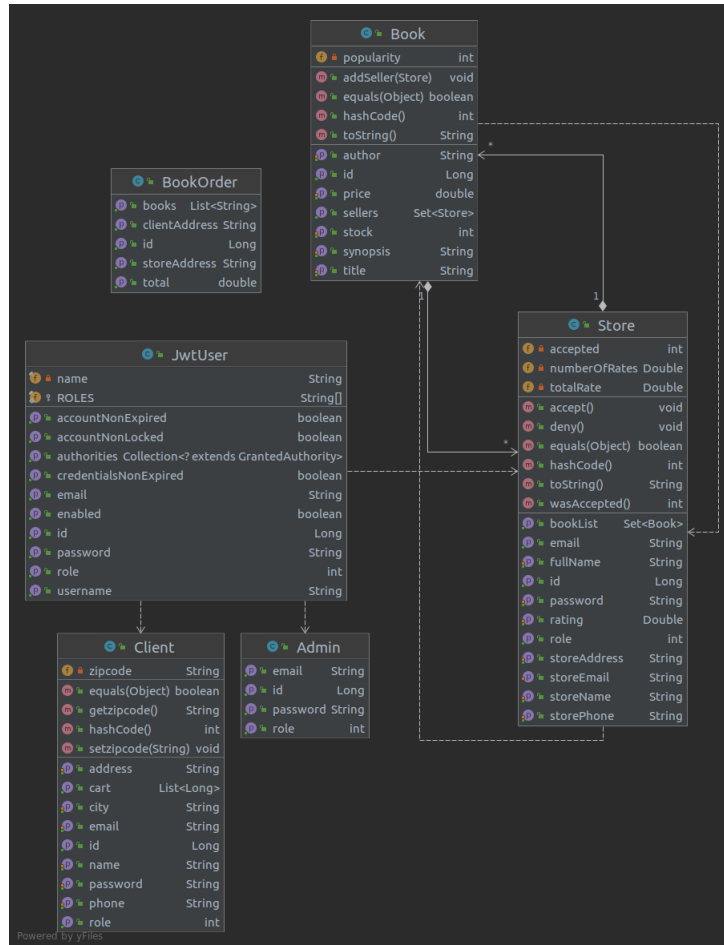 Book
popularity int
addSeller(Store) void
equals(Object) boolean
hashCode() int
toString() String
author String
id Long
price double
sellers Set<Store>
stock int
synopsis String
title String
*
1
BookOrder
books List<String>
clientAddress String
id Long
storeAddress String
total double
1
*
Store
accepted int
numberOfRates Double
totalRate Double
accept() void
deny() void
equals(Object) boolean
hashCode() int
toString() String
wasAccepted() int
bookList Set<Book>
email String
fullName String
id Long
password String
rating Double
role int
storeAddress String
storeEmail String
storeName String
storePhone String
JwtUser
name String
ROLES String[]
accountNonExpired boolean
accountNonLocked boolean
authorities Collection<? extends GrantedAuthority>
credentialsNonExpired boolean
email String
enabled boolean
id Long
password String
role int
username String
Client
zipcode String
equals(Object) boolean
getzipcode() String
hashCode() int
setzipcode(String) void
address String
cart List<Long>
city String
email String
id Long
name String
password String
phone String
role int
Admin
email String
id Long
password String
role int
Powered by yFiles